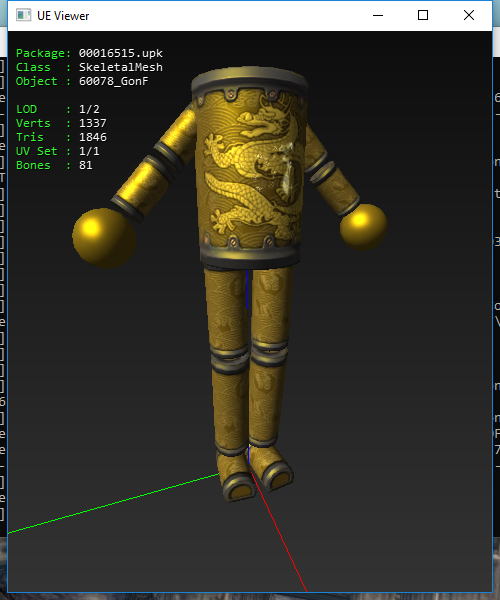 UE Viewer
Package: 00016515.upk
Class : SkeletalMesh
Object : 60078_GonF
LOD : 1/2
Verts : 1337
Tris : 1846
UV Set : 1/1
Bones : 81